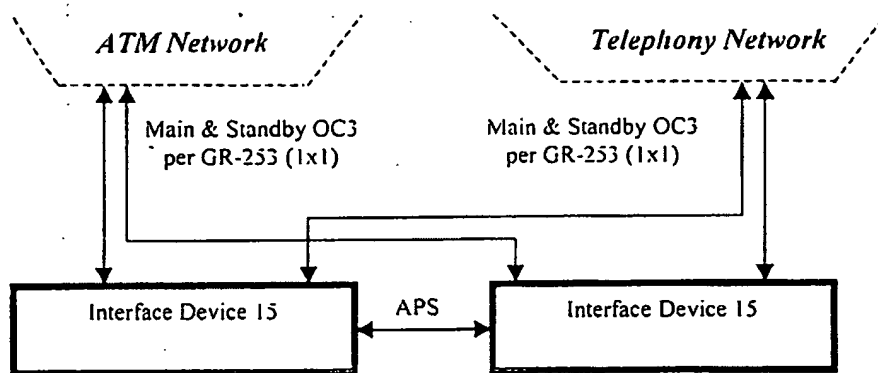 ATM Network
Telephony Network
Main & Standby OC3
per GR-253 (1x1)
Main & Standby OC3
per GR-253 (1x1)
Interface Device 15
APS
Interface Device 15